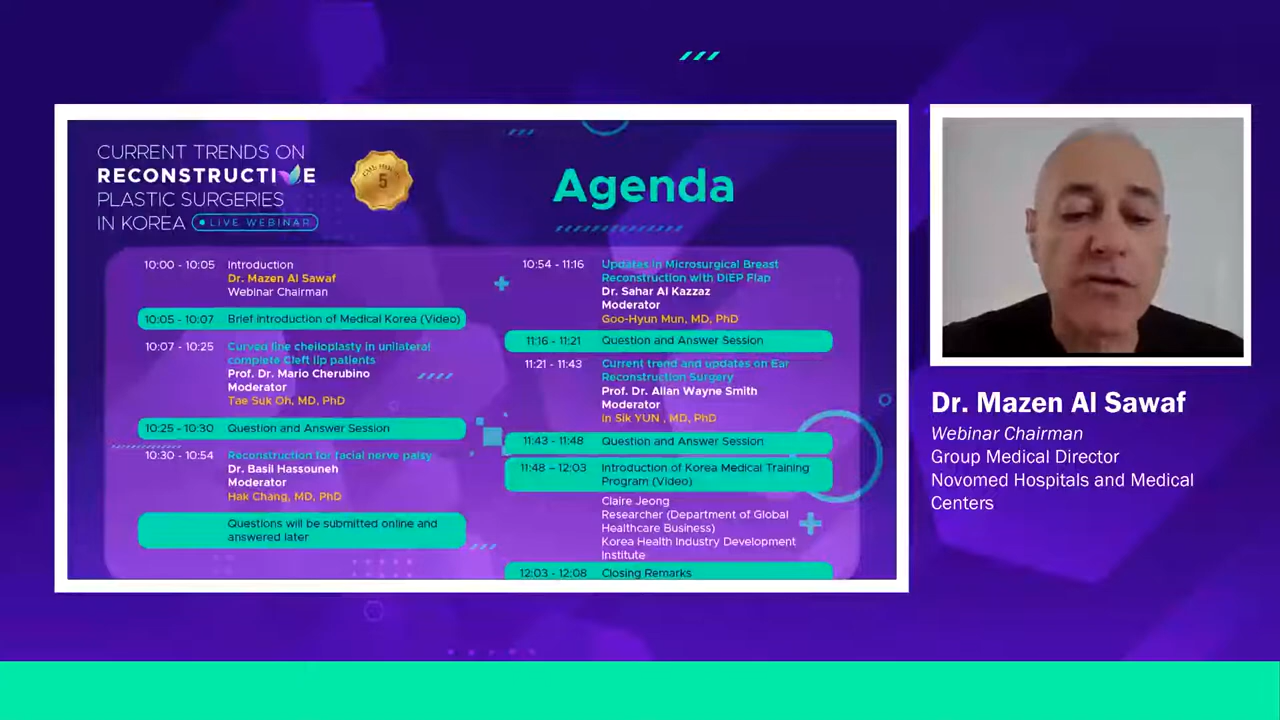 CURRENT TRENDS ON
RECONSTRUCTIVE
PLASTIC SURGERIES
IN KOREA LIVE WEBINAR
5
Agenda
10:00 - 10:05 Introduction
Dr. Mazen Al Sawaf
Webinar Chairman
10:05 - 10:07 Brief introduction of Medical Korea (Video)
10:07 - 10:25 Curved line cheiloplasty in unilateral
complete Cleft lip patients
Prof. Dr. Mario Cherubino
Moderator
Tae Suk Oh, MD, PhD
10:25 - 10:30 Question and Answer Session
10:30 - 10:54 Reconstruction for facial nerve palsy
Dr. Basil Hassouneh
Moderator
Hak Chang, MD, PhD
Questions will be submitted online and
answered later
10:54 - 11:16 Updates in Microsurgical Breast
Reconstruction with DIEP Flap
Dr. Sahar Al Kazzaz
Moderator
Goo-Hyun Mun, MD, PhD
11:16 - 11:21 Question and Answer Session
11:21 - 11:43 Current trend and updates on Ear
Reconstruction Surgery
Prof. Dr. Allan Wayne Smith
Moderator
in Sik YUN , MD, PhD
11:43 - 11:48 Question and Answer Session
11:48 – 12:03 Introduction of Korea Medical Training
Program (Video)
Claire Jeong
Researcher (Department of Global
Healthcare Business)
Korea Health Industry Development
Institute
12:03 - 12:08 Closing Remarks
Dr. Mazen Al Sawaf
Webinar Chairman
Group Medical Director
Novomed Hospitals and Medical
Centers